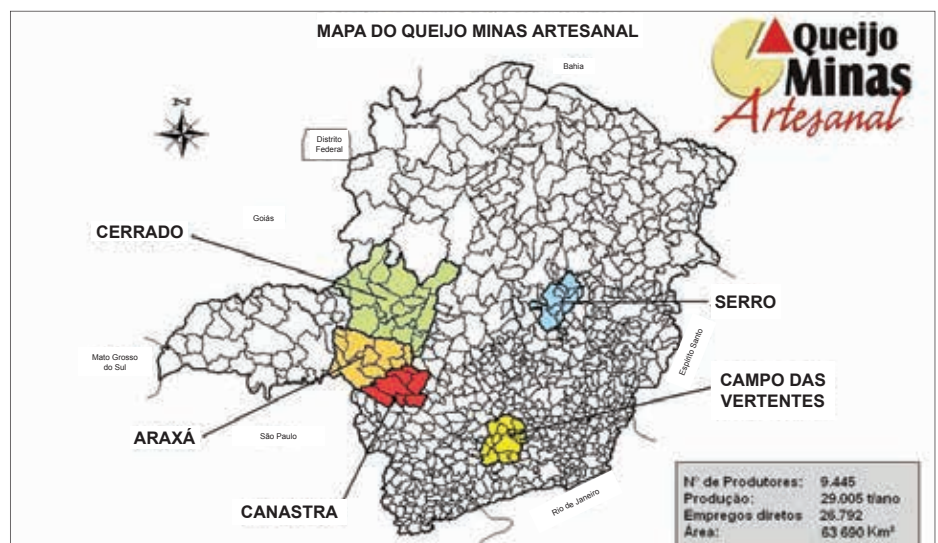 MAPA DO QUEIJO MINAS ARTESANAL
Queijo
Minas
Artesanal
Bahia
N
Distrito
Federal
Goiás
CERRADO
SERRO
Mato Grosso
do Sul
Espírito Santo
CAMPO DAS
VERTENTES
ARAXÁ
São Paulo
CANASTRA
Rio de Janeiro
N° de Produtores: 9.445
Produção: 29.005 t/ano
Empregos diretos 26.792
Área: 63 690 Km²